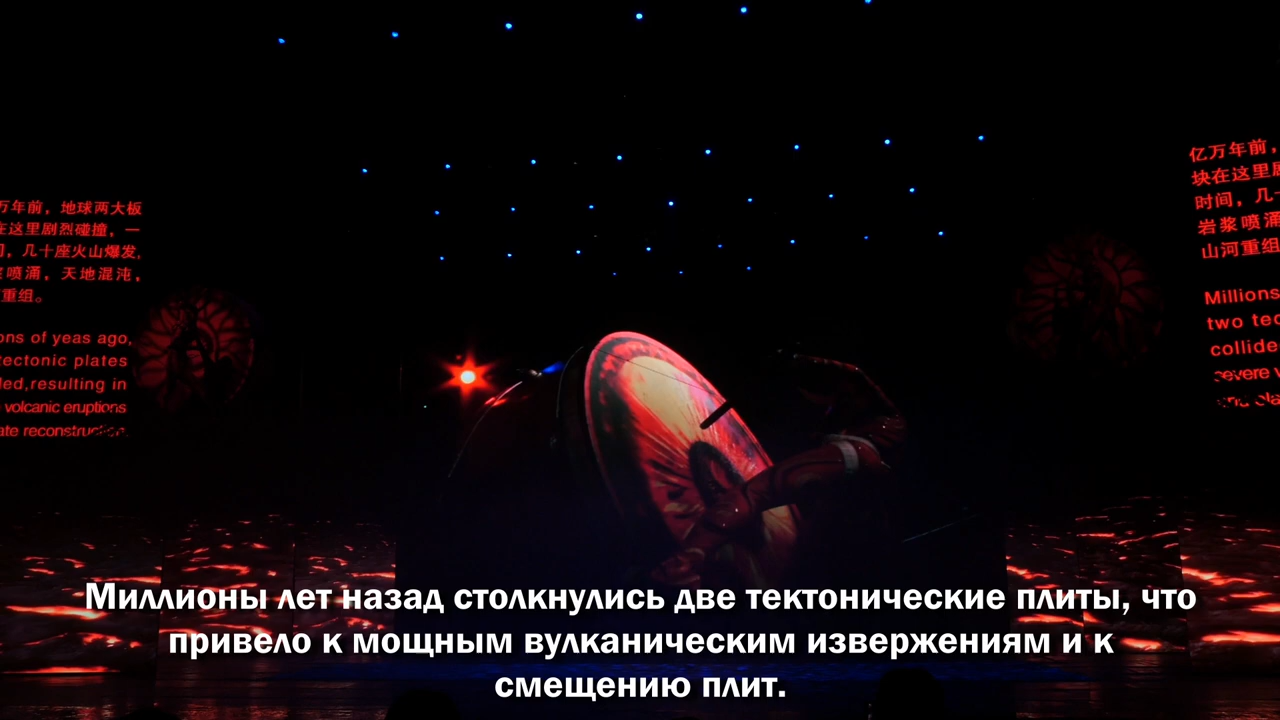 万年前，地球两大板
在这里剧烈碰撞，一
，几十座火山爆发，
喷涌，天地混沌，
重组。
ons of yeas ago,
tectonic plates
led,resulting in
volcanic eruptions
ate reconstruction.
亿万年前，
块在这里剧
时间，几十
岩浆喷涌
山河重组
Millions
two tec
collide
severe v
Миллионы лет назад столкнулись две тектонические плиты, что
привело к мощным вулканическим извержениям и к
смещению плит.